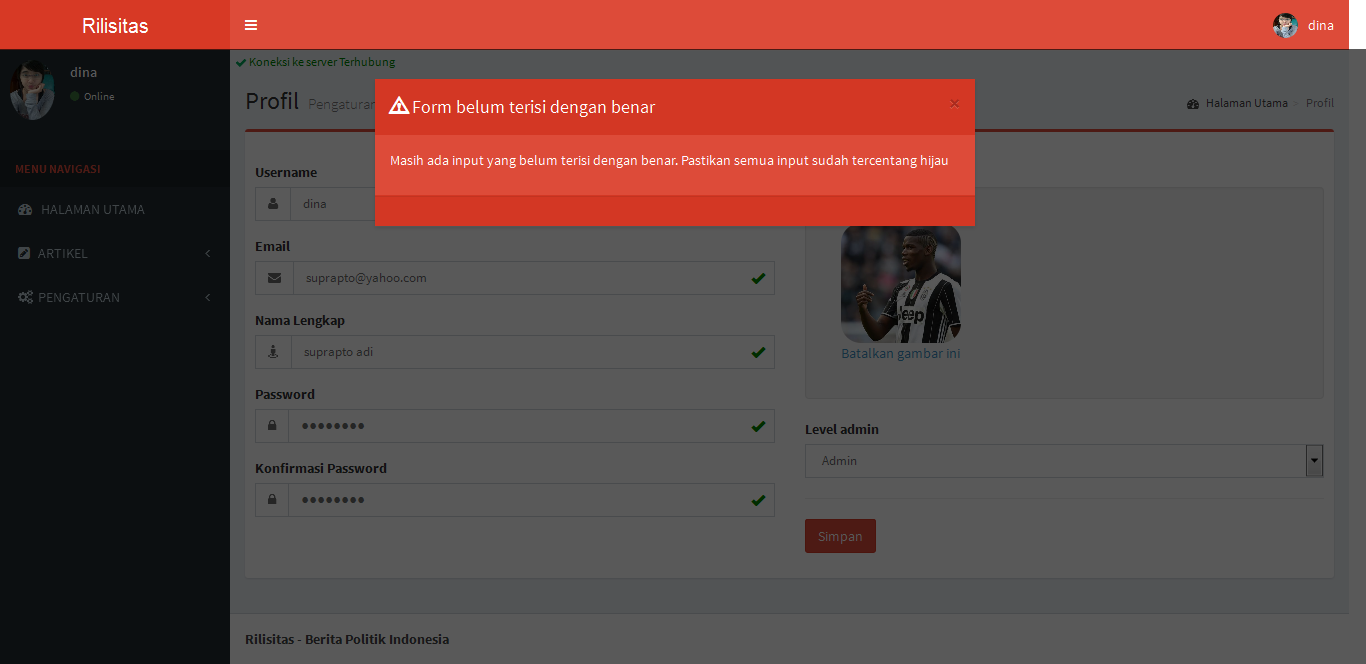 Rilisitas
dina
dina
Online
Koneksi ke server Terhubung
Form belum terisi dengan benar
×
Masih ada input yang belum terisi dengan benar. Pastikan semua input sudah tercentang hijau
Profil Pengaturan
Halaman Utama > Profil
MENU NAVIGASI
HALAMAN UTAMA
ARTIKEL
PENGATURAN
Username
dina
Email
suprapto@yahoo.com
Nama Lengkap
suprapto adi
Password
••••••••
Konfirmasi Password
••••••••
Jeep
Batalkan gambar ini
Level admin
Admin
Simpan
Rilisitas - Berita Politik Indonesia